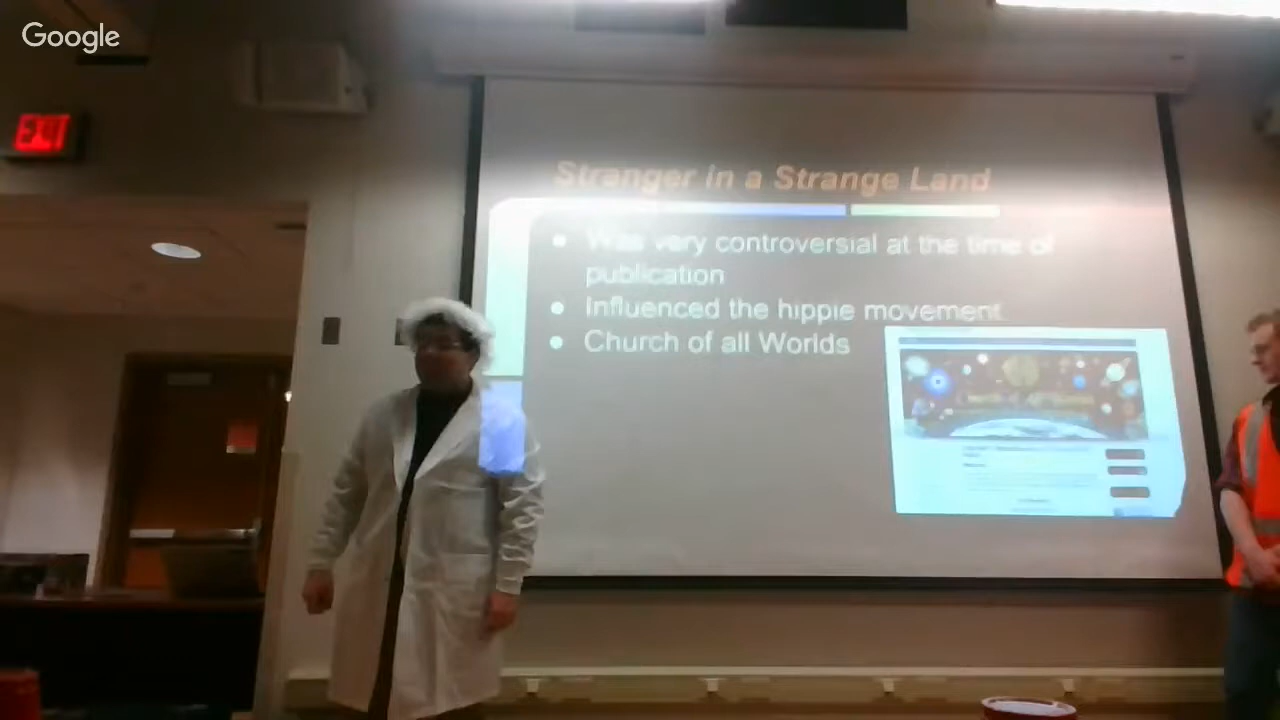 Google
EXIT
Stranger in a Strange Land
Was very controversial at the time of
publication
Influenced the hippie movement
Church of all Worlds